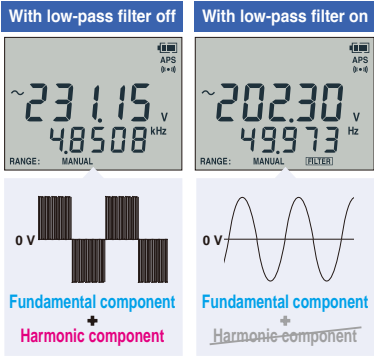 With low-pass filter off
APS
~ 231.15 V
4.8508 kHz
RANGE: MANUAL
0 V
Fundamental component
+
Harmonic component
With low-pass filter on
APS
~ 202.30 V
49.973 Hz
RANGE: MANUAL FILTER
0 V
Fundamental component
+
Harmonic component